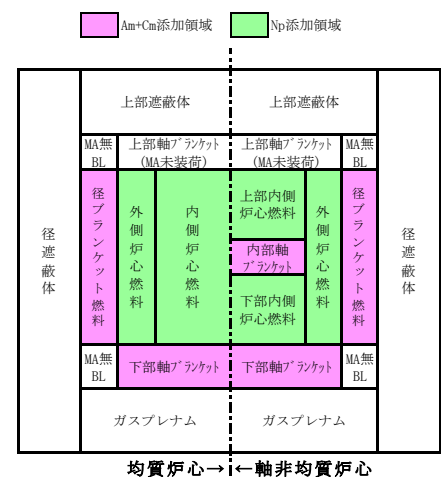 Am+Cm添加領域
Np添加領域
上部遮蔽体
上部遮蔽体
MA無
BL
上部軸ブランケット
(MA未装荷)
上部軸ブランケット
(MA未装荷)
MA無
BL
径遮蔽体
径ブランケット燃料
外側炉心燃料
内側炉心燃料
上部内側
炉心燃料
内部軸
ブランケット
下部内側
炉心燃料
外側炉心燃料
径ブランケット燃料
径遮蔽体
MA無
BL
下部軸ブランケット
下部軸ブランケット
MA無
BL
ガスプレナム
ガスプレナム
均質炉心→
←軸非均質炉心